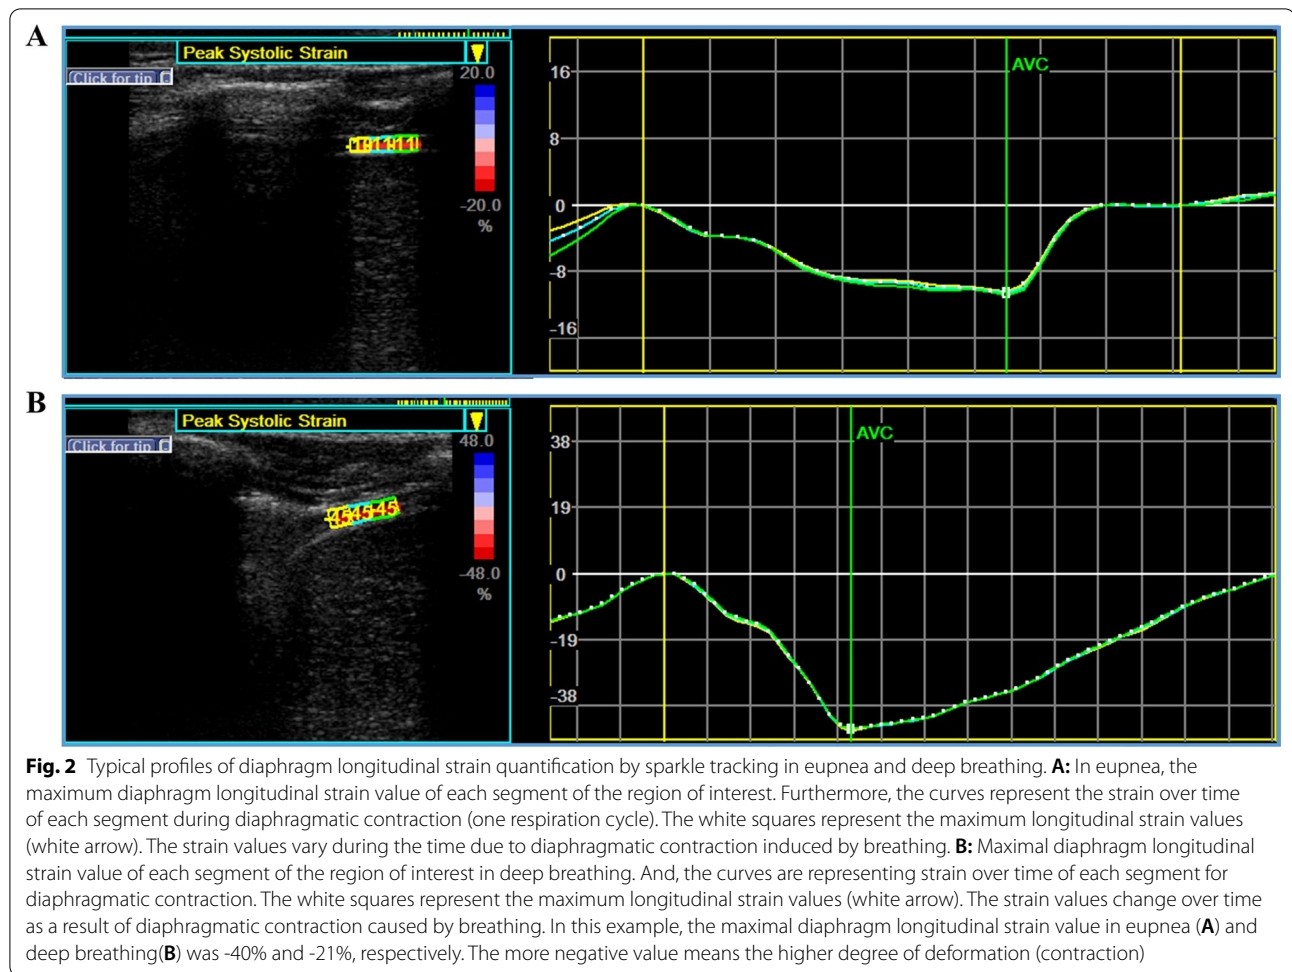 A
Peak Systolic Strain
Click for tip
20.0
-20.0
%
AVC
16
8
0
-8
-16
B
Peak Systolic Strain
Click for tip
48.0
-48.0
%
-45
AVC
38
19
0
-19
-38
Fig. 2 Typical profiles of diaphragm longitudinal strain quantification by sparkle tracking in eupnea and deep breathing. A: In eupnea, the
maximum diaphragm longitudinal strain value of each segment of the region of interest. Furthermore, the curves represent the strain over time
of each segment during diaphragmatic contraction (one respiration cycle). The white squares represent the maximum longitudinal strain values
(white arrow). The strain values vary during the time due to diaphragmatic contraction induced by breathing. B: Maximal diaphragm longitudinal
strain value of each segment of the region of interest in deep breathing. And, the curves are representing strain over time of each segment for
diaphragmatic contraction. The white squares represent the maximum longitudinal strain values (white arrow). The strain values change over time
as a result of diaphragmatic contraction caused by breathing. In this example, the maximal diaphragm longitudinal strain value in eupnea (A) and
deep breathing(B) was -40% and -21%, respectively. The more negative value means the higher degree of deformation (contraction)